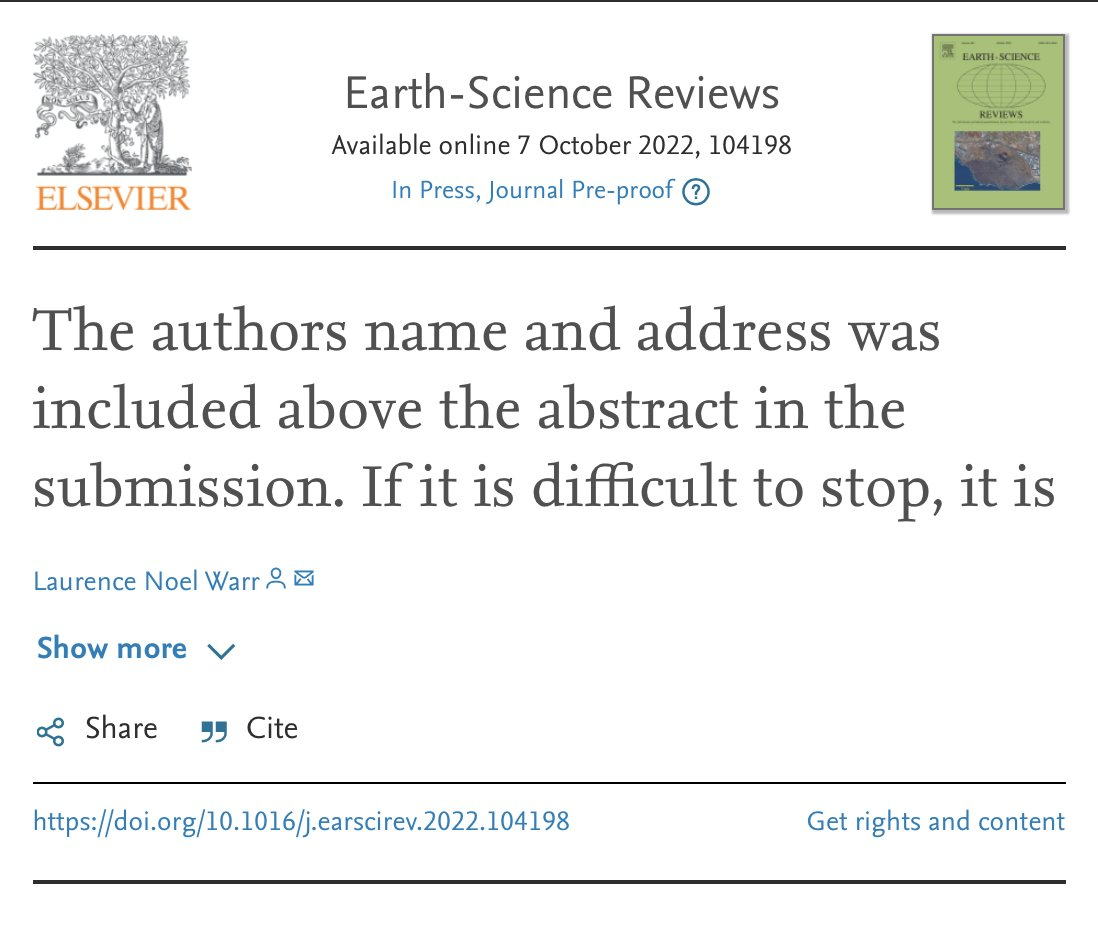 Earth-Science Reviews
Available online 7 October 2022, 104198
In Press, Journal Pre-proof ?
ELSEVIER
EARTH-SCIENCE
REVIEWS
The authors name and address was
included above the abstract in the
submission. If it is difficult to stop, it is
Laurence Noel Warr
Show more
Share Cite
https://doi.org/10.1016/j.earscirev.2022.104198 Get rights and content